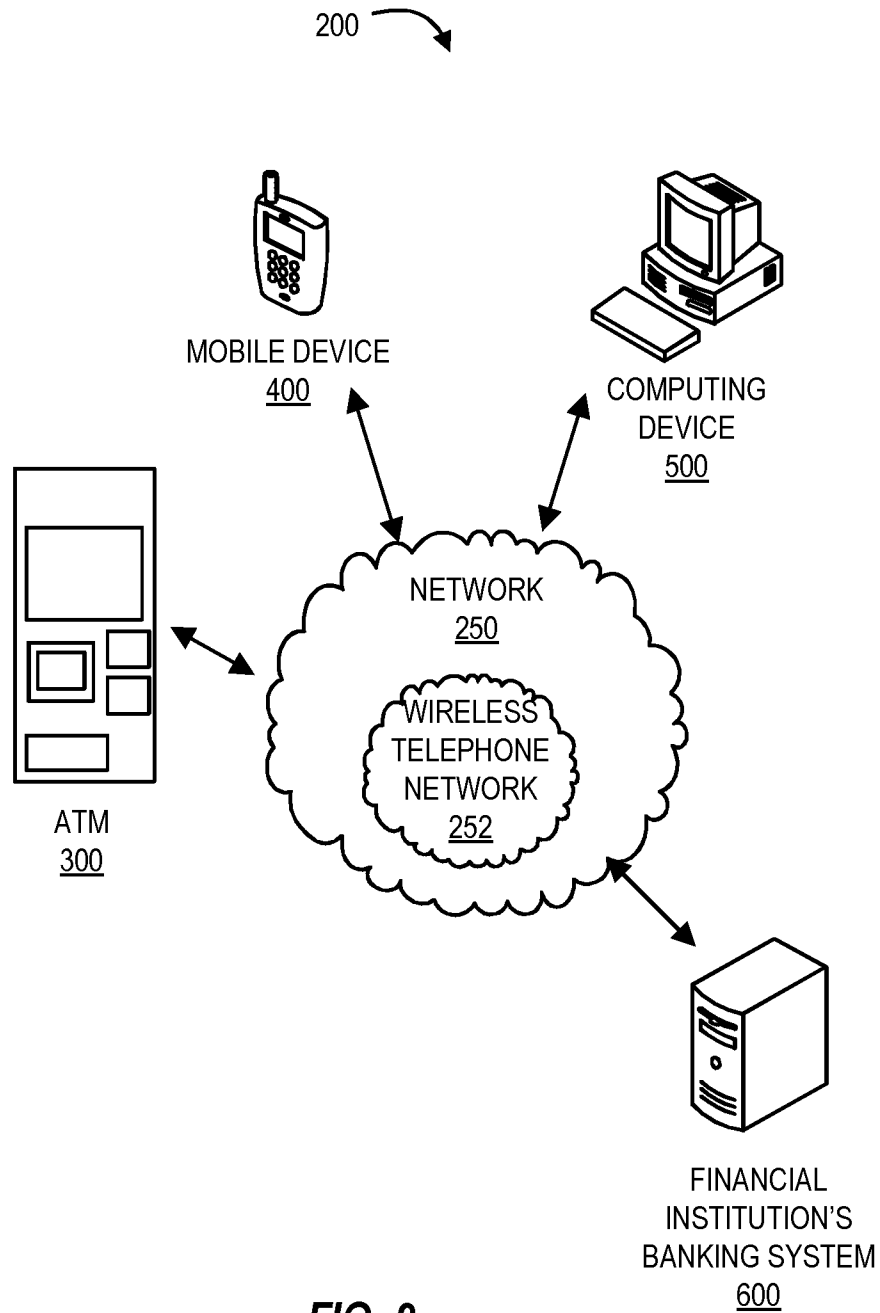 200
MOBILE DEVICE
400
COMPUTING
DEVICE
500
NETWORK
250
WIRELESS
TELEPHONE
NETWORK
252
ATM
300
FINANCIAL
INSTITUTION'S
BANKING SYSTEM
600
FIG.